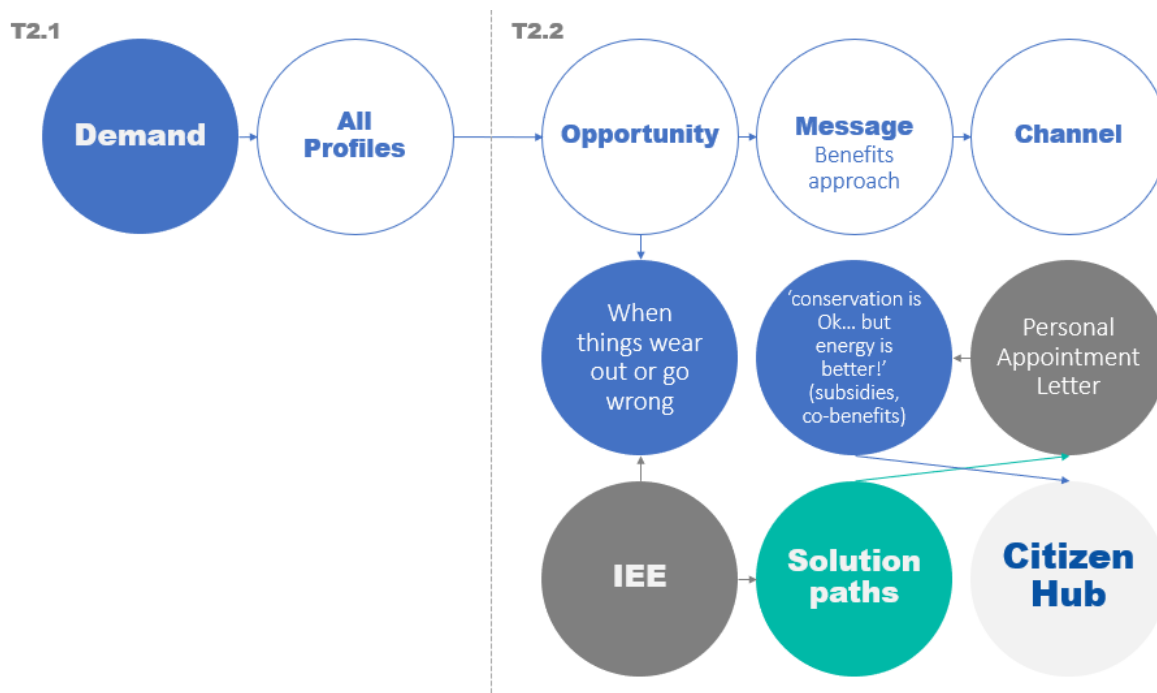 T2.1
T2.2
Demand
All
Profiles
Opportunity
Message
Benefits
approach
Channel
When
things wear
out or go
wrong
‘conservation is
Ok... but
energy is
better!’
(subsidies,
co-benefits)
Personal
Appointment
Letter
IEE
Solution
paths
Citizen
Hub